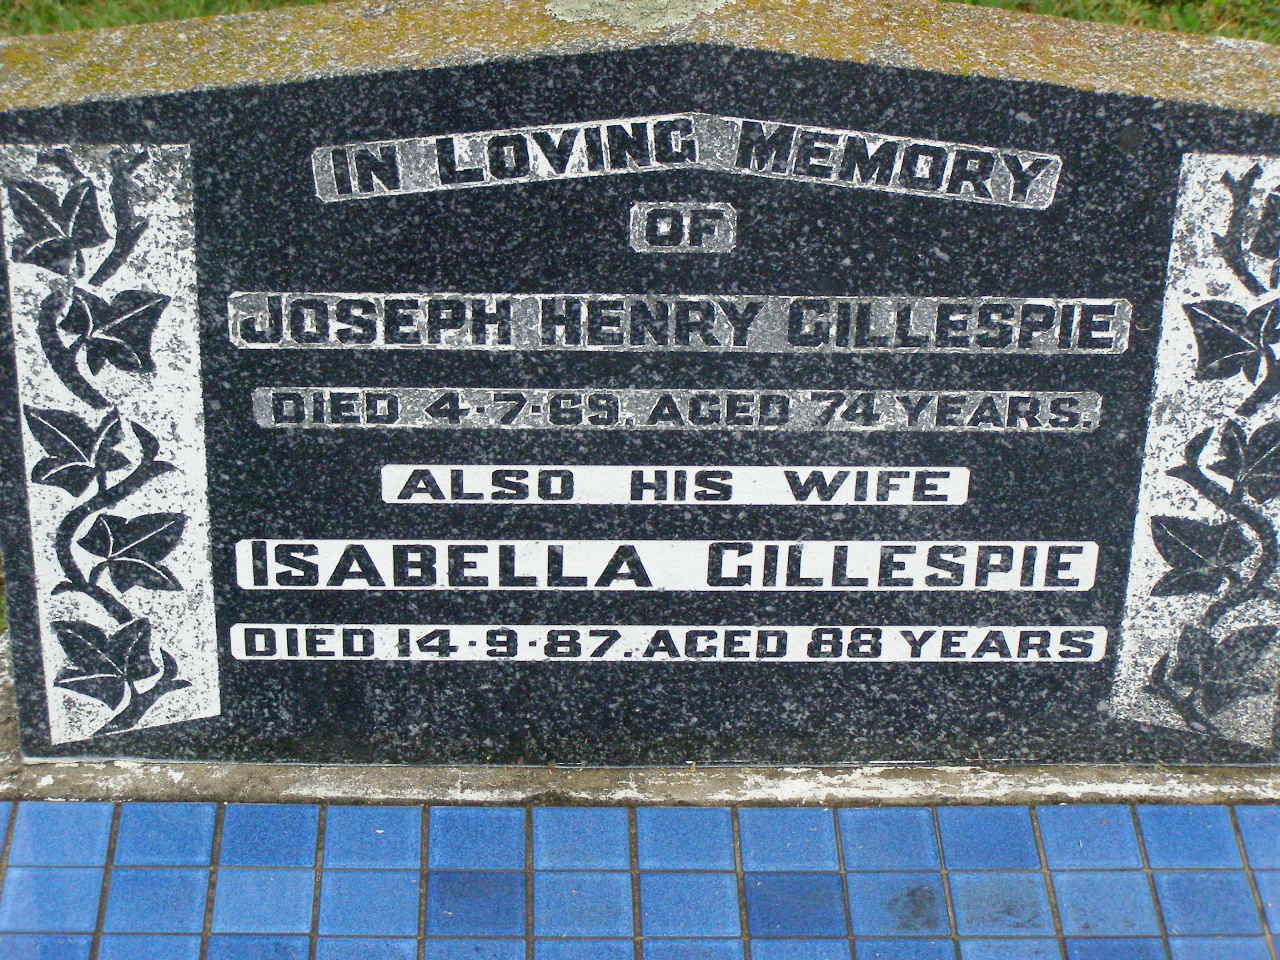 IN LOVING MEMORY
OF
JOSEPH HENRY GILLESPIE
DIED 4·7·69. AGED 74 YEARS.
ALSO HIS WIFE
ISABELLA GILLESPIE
DIED 14·9·87. AGED 88 YEARS